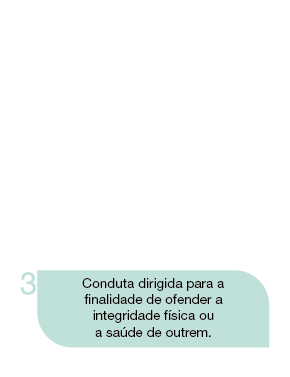 3
Conduta dirigida para a
finalidade de ofender a
integridade física ou
a saúde de outrem.